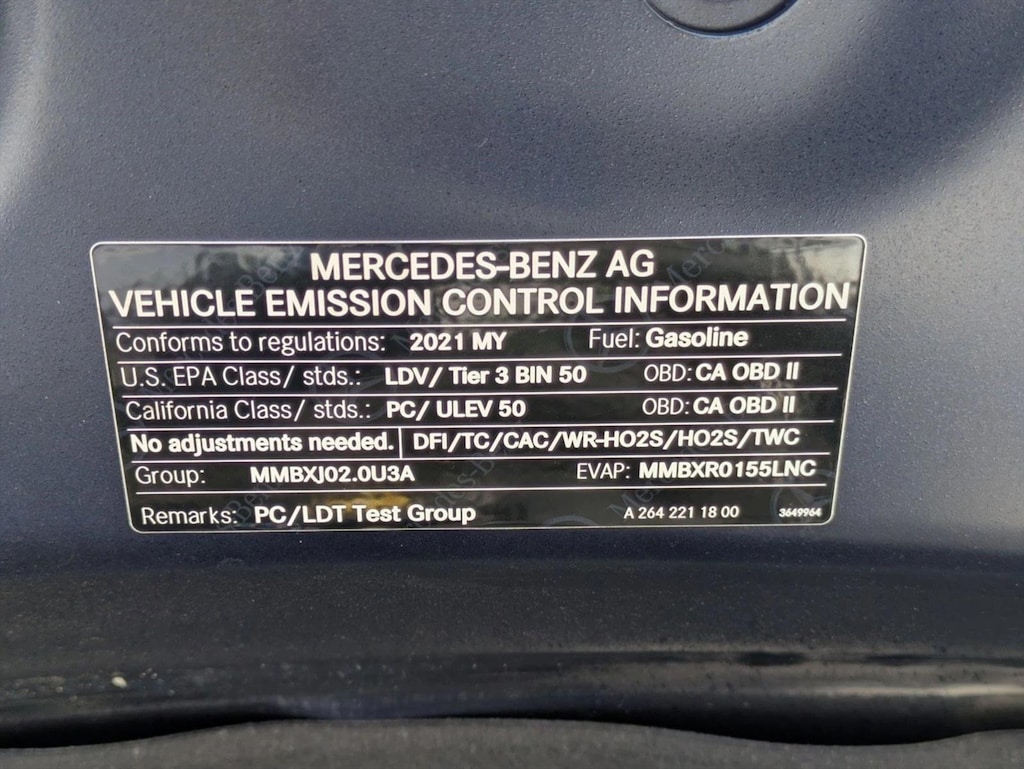 MERCEDES-BENZ AG
VEHICLE EMISSION CONTROL INFORMATION
Conforms to regulations: 2021 MY Fuel: Gasoline
U.S. EPA Class/ stds.: LDV/ Tier 3 BIN 50 OBD: CA OBD II
California Class/ stds.: PC/ ULEV 50 OBD: CA OBD II
No adjustments needed. DFI/TC/CAC/WR-HO2S/HO2S/TWC
Group: MMBXJ02.0U3A EVAP: MMBXR0155LNC
Remarks: PC/LDT Test Group A 264 221 18 00 3649964